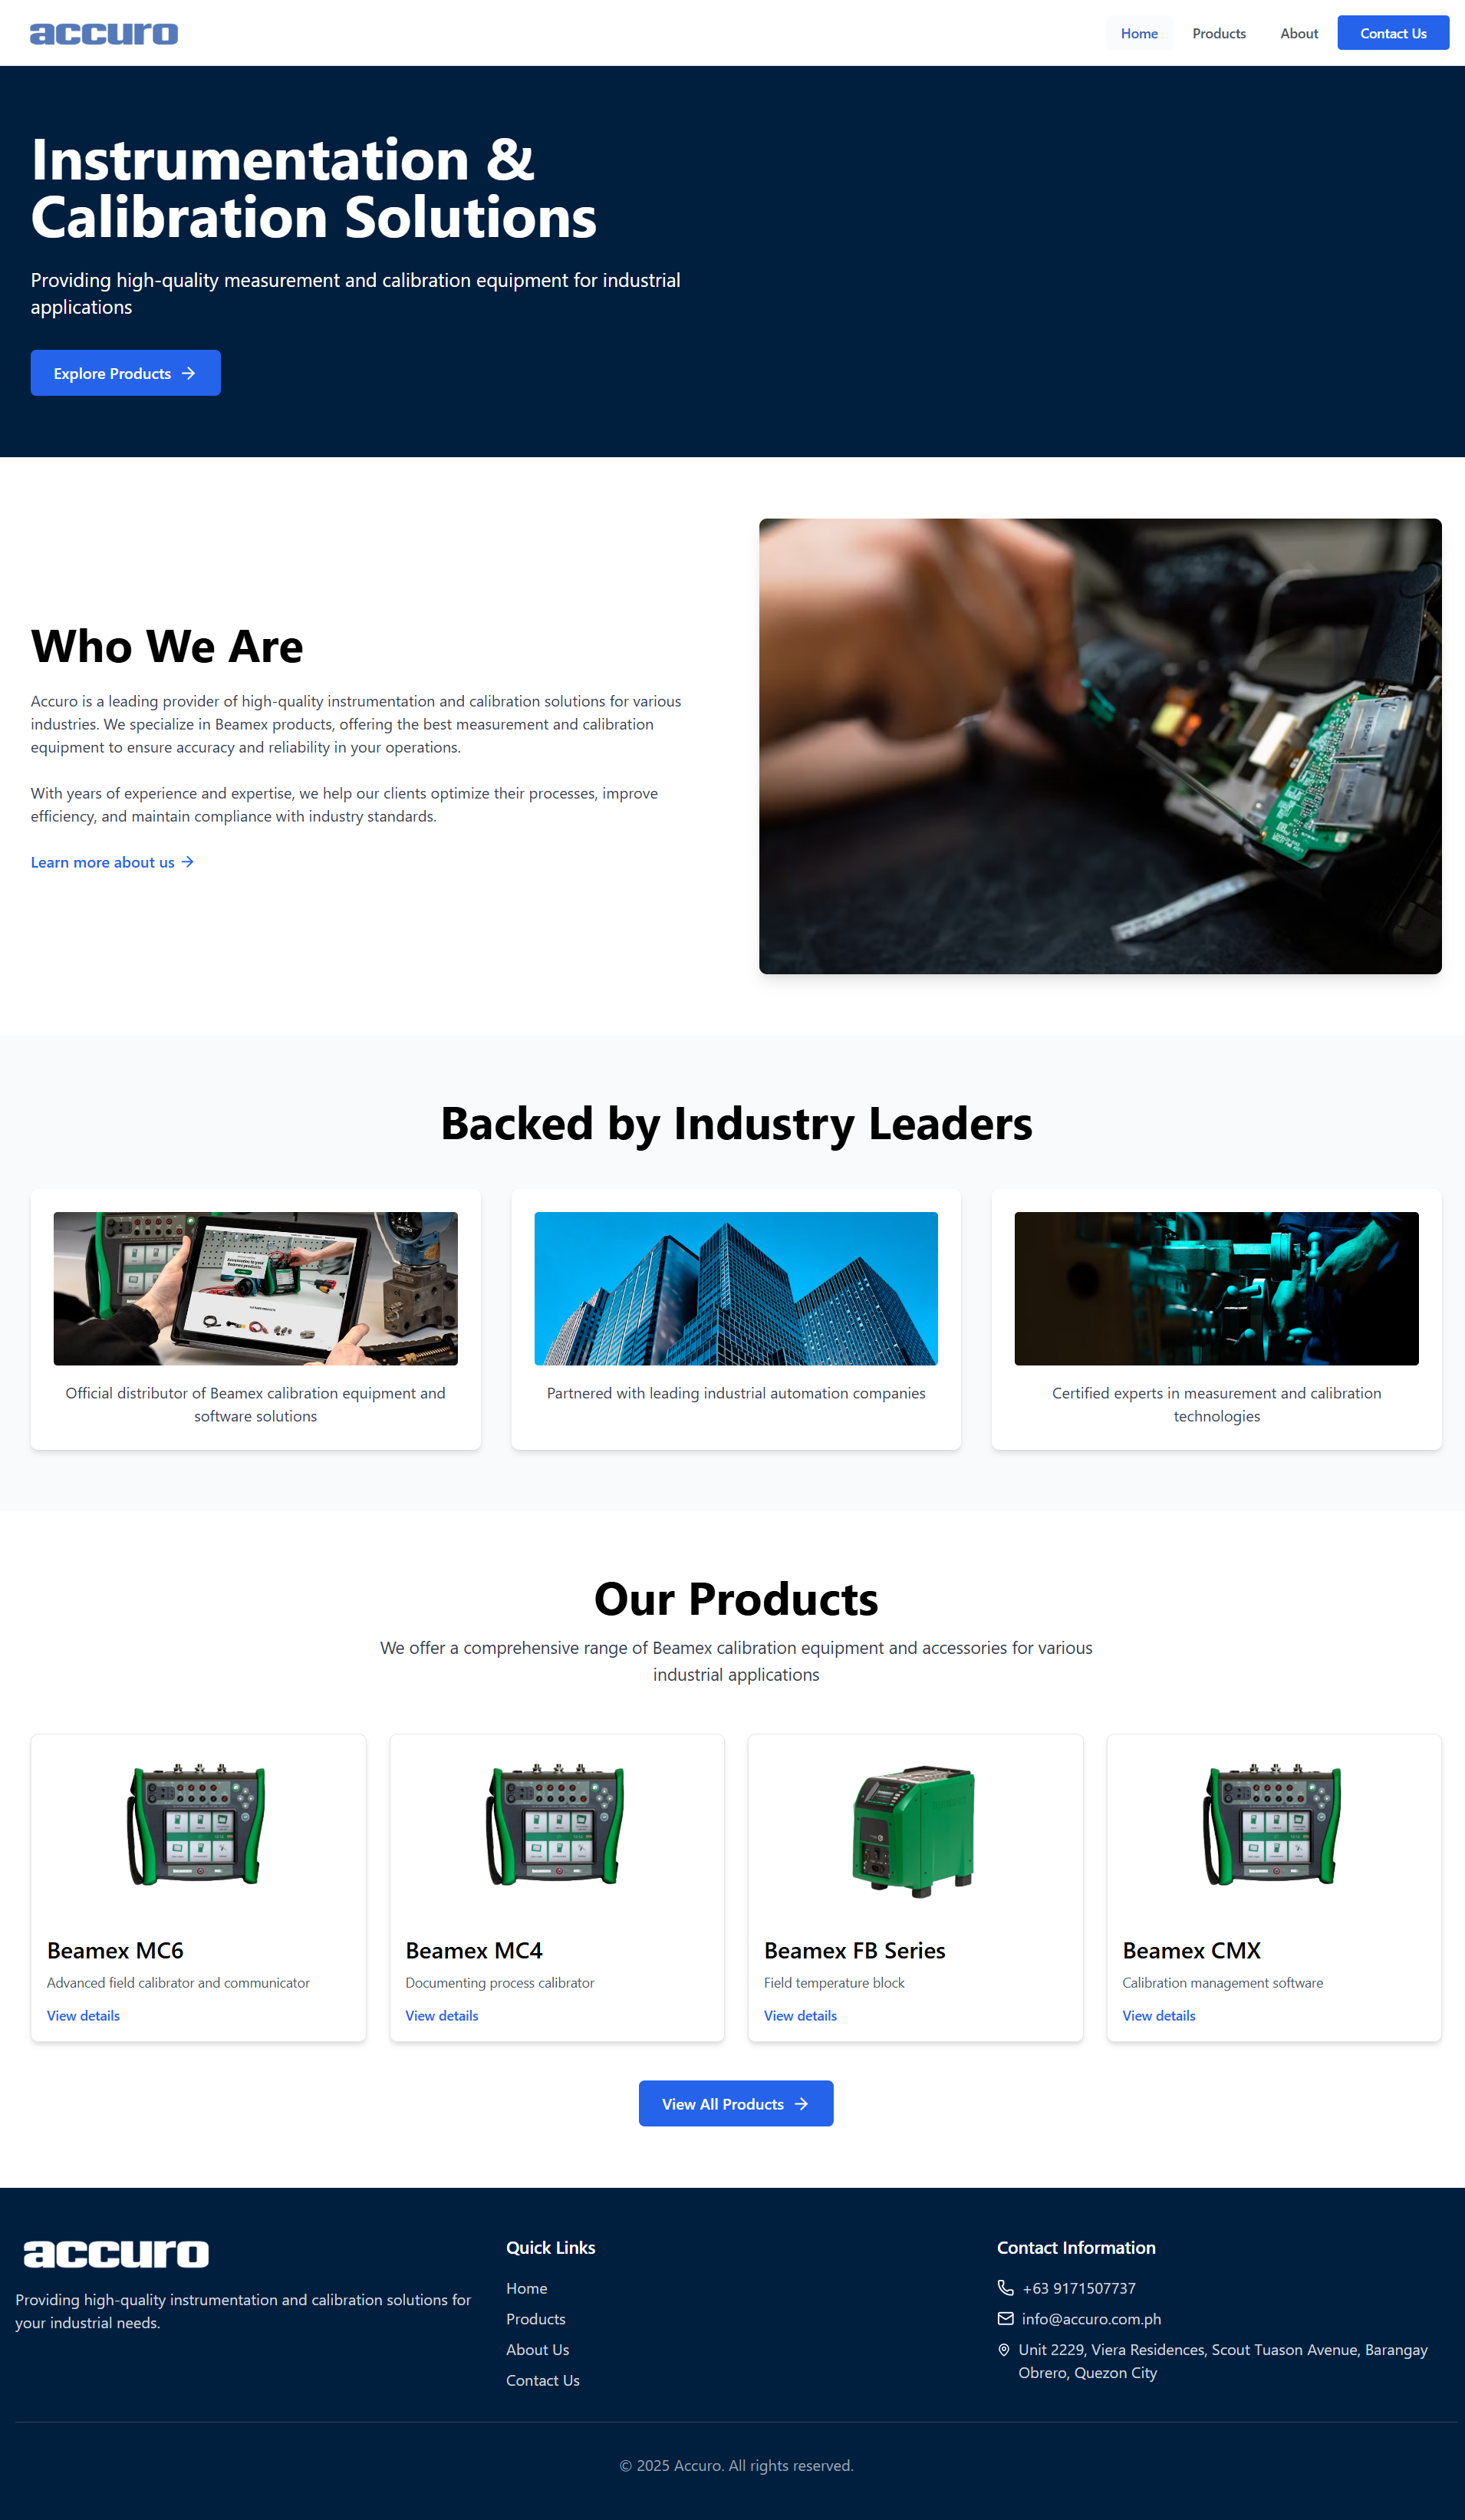 accuro
Home
Products
About
Contact Us
Instrumentation &
Calibration Solutions
Providing high-quality measurement and calibration equipment for industrial
applications
Explore Products
Who We Are
Accuro is a leading provider of high-quality instrumentation and calibration solutions for various
industries. We specialize in Beamex products, offering the best measurement and calibration
equipment to ensure accuracy and reliability in your operations.
With years of experience and expertise, we help our clients optimize their processes, improve
efficiency, and maintain compliance with industry standards.
Learn more about us
Backed by Industry Leaders
Official distributor of Beamex calibration equipment and
software solutions
Partnered with leading industrial automation companies
Certified experts in measurement and calibration
technologies
Our Products
We offer a comprehensive range of Beamex calibration equipment and accessories for various
industrial applications
Beamex MC6
Advanced field calibrator and communicator
View details
Beamex MC4
Documenting process calibrator
View details
Beamex FB Series
Field temperature block
View details
Beamex CMX
Calibration management software
View details
View All Products
accuro
Providing high-quality instrumentation and calibration solutions for
your industrial needs.
Quick Links
Home
Products
About Us
Contact Us
Contact Information
+63 9171507737
info@accuro.com.ph
Unit 2229, Viera Residences, Scout Tuason Avenue, Barangay
Obrero, Quezon City
© 2025 Accuro. All rights reserved.